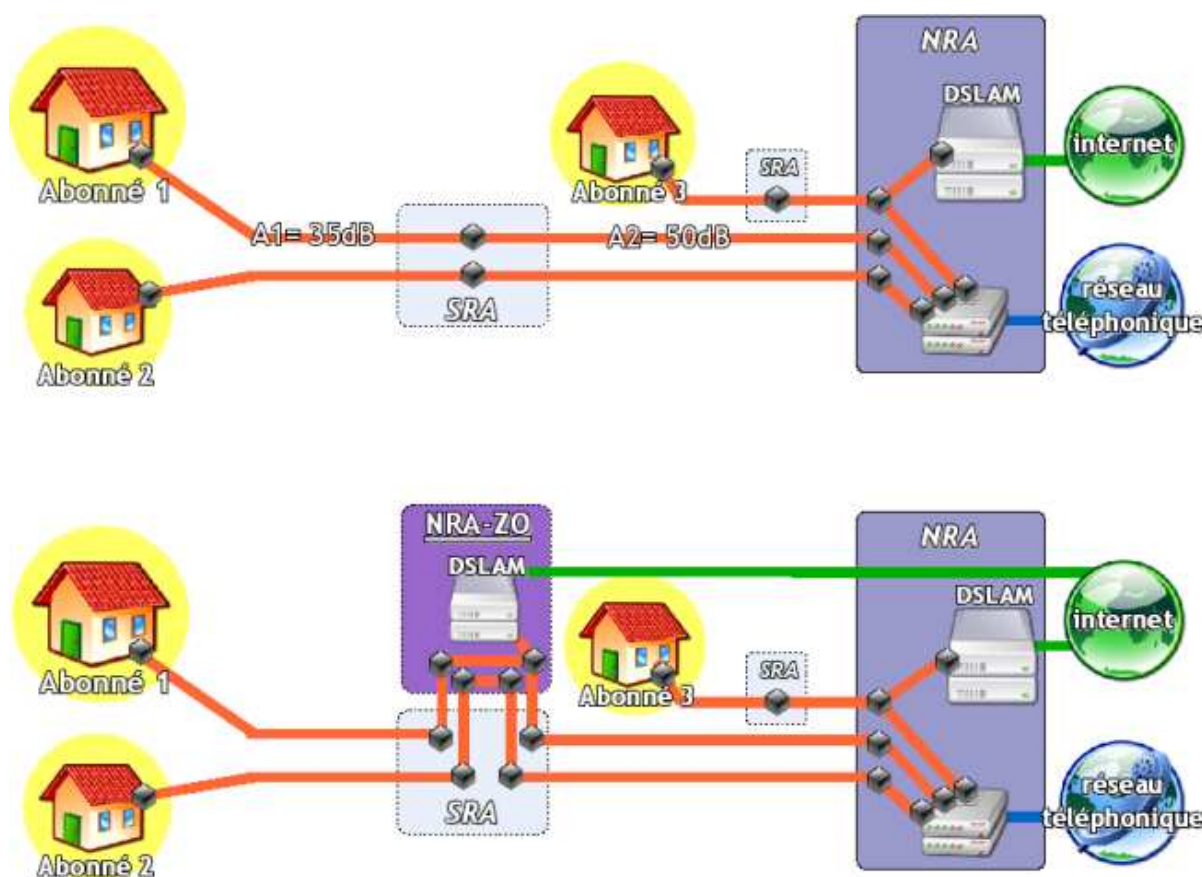 NRA
DSLAM
internet
SRA
Abonné 1
Abonné 3
A1= 35dB
A2= 50dB
réseau
téléphonique
SRA
Abonné 2
NRA-ZO
NRA
DSLAM
DSLAM
internet
SRA
Abonné 1
Abonné 3
réseau
téléphonique
SRA
Abonné 2